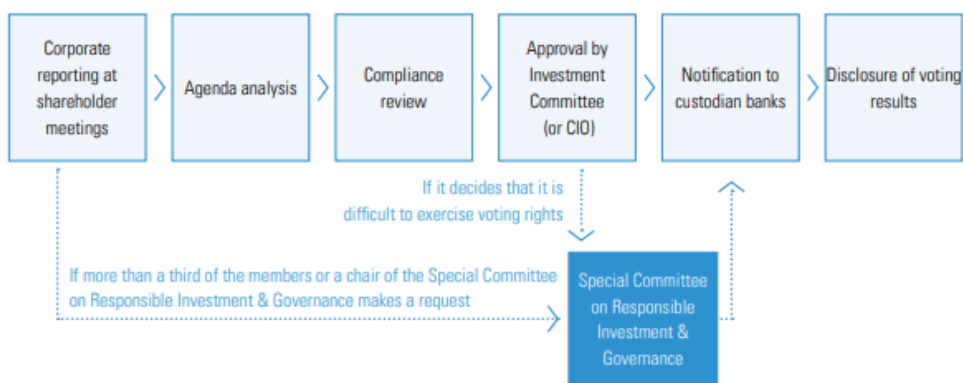 Corporate
reporting at
shareholder
meetings
Agenda analysis
Compliance
review
Approval by
Investment
Committee
(or CIO)
Notification to
custodian banks
Disclosure of voting
results
If it decides that it is
difficult to exercise voting rights
If more than a third of the members or a chair of the Special Committee
on Responsible Investment & Governance makes a request
Special Committee
on Responsible
Investment &
Governance